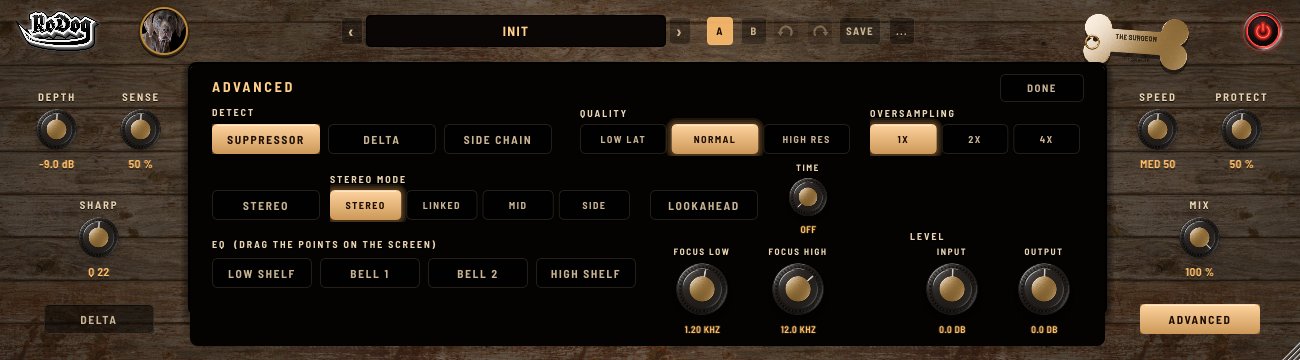 RoDog
‹ INIT › A B SAVE ...
THE SURGEON
ADVANCED
DONE
DEPTH SENSE
-9.0 dB 50 %
SHARP
Q 22
DELTA
DETECT
SUPPRESSOR DELTA SIDE CHAIN
QUALITY
LOW LAT NORMAL HIGH RES
OVERSAMPLING
1X 2X 4X
STEREO MODE
STEREO STEREO LINKED MID SIDE LOOKAHEAD
TIME
OFF
EQ (DRAG THE POINTS ON THE SCREEN)
LOW SHELF BELL 1 BELL 2 HIGH SHELF
FOCUS LOW FOCUS HIGH
1.20 KHZ 12.0 KHZ
LEVEL
INPUT OUTPUT
0.0 DB 0.0 DB
SPEED PROTECT
MED 50 50 %
MIX
100 %
ADVANCED